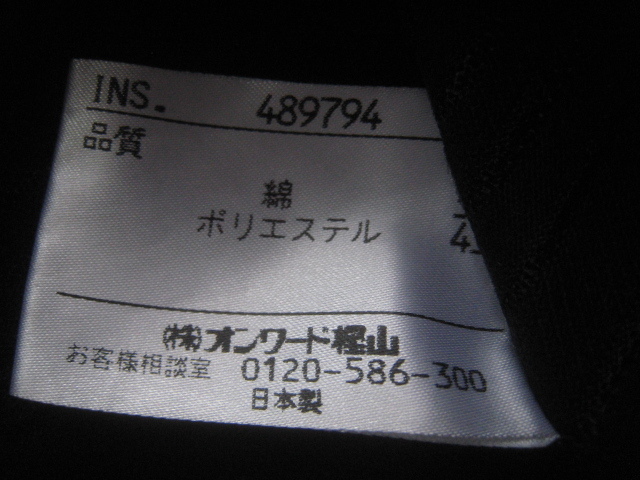 INS. 489794
品質
綿
ポリエステル 4
(株)オンワード樫山
お客様相談室 0120-586-300
日本製